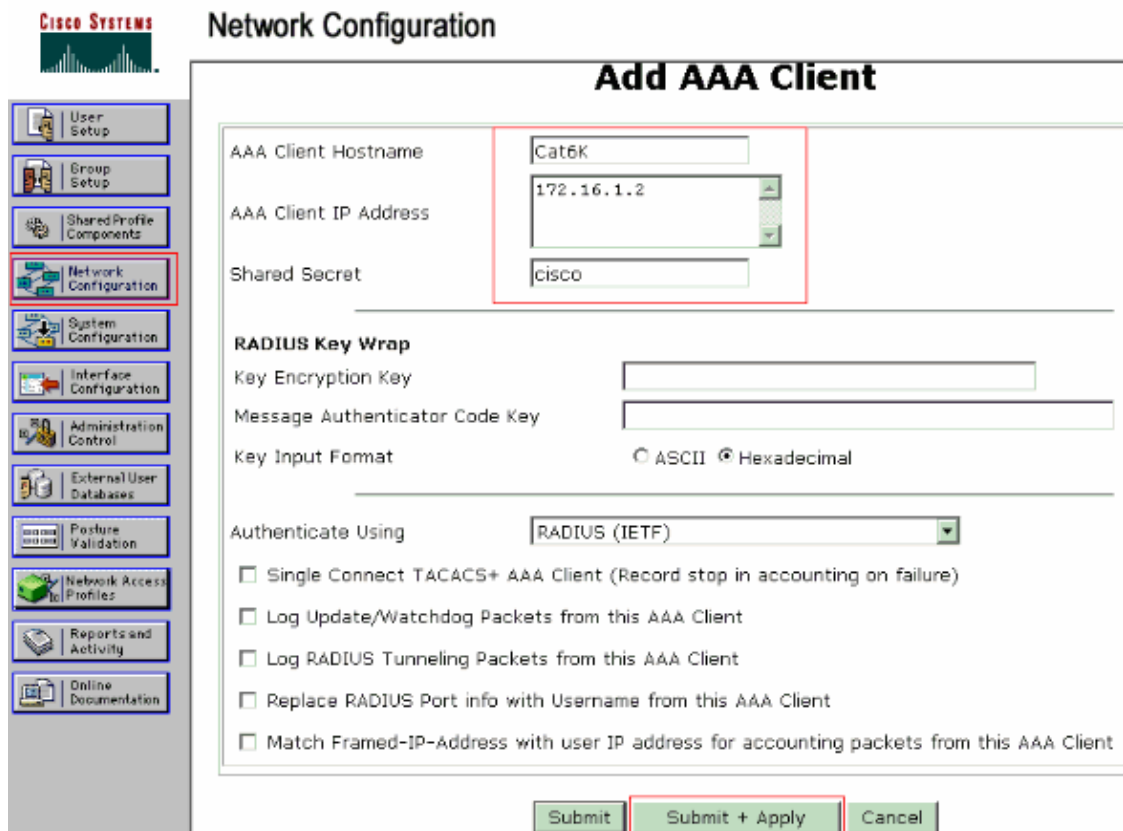 CISCO SYSTEMS
Network Configuration
Add AAA Client
User
Setup
Group
Setup
Shared Profile
Components
Network
Configuration
System
Configuration
Interface
Configuration
Administration
Control
External User
Databases
Posture
Validation
Network Access
Profiles
Reports and
Activity
Online
Documentation
AAA Client Hostname
Cat6K
AAA Client IP Address
172.16.1.2
Shared Secret
cisco
RADIUS Key Wrap
Key Encryption Key
Message Authenticator Code Key
Key Input Format
ASCII Hexadecimal
Authenticate Using
RADIUS (IETF)
Single Connect TACACS+ AAA Client (Record stop in accounting on failure)
Log Update/Watchdog Packets from this AAA Client
Log RADIUS Tunneling Packets from this AAA Client
Replace RADIUS Port info with Username from this AAA Client
Match Framed-IP-Address with user IP address for accounting packets from this AAA Client
Submit
Submit + Apply
Cancel